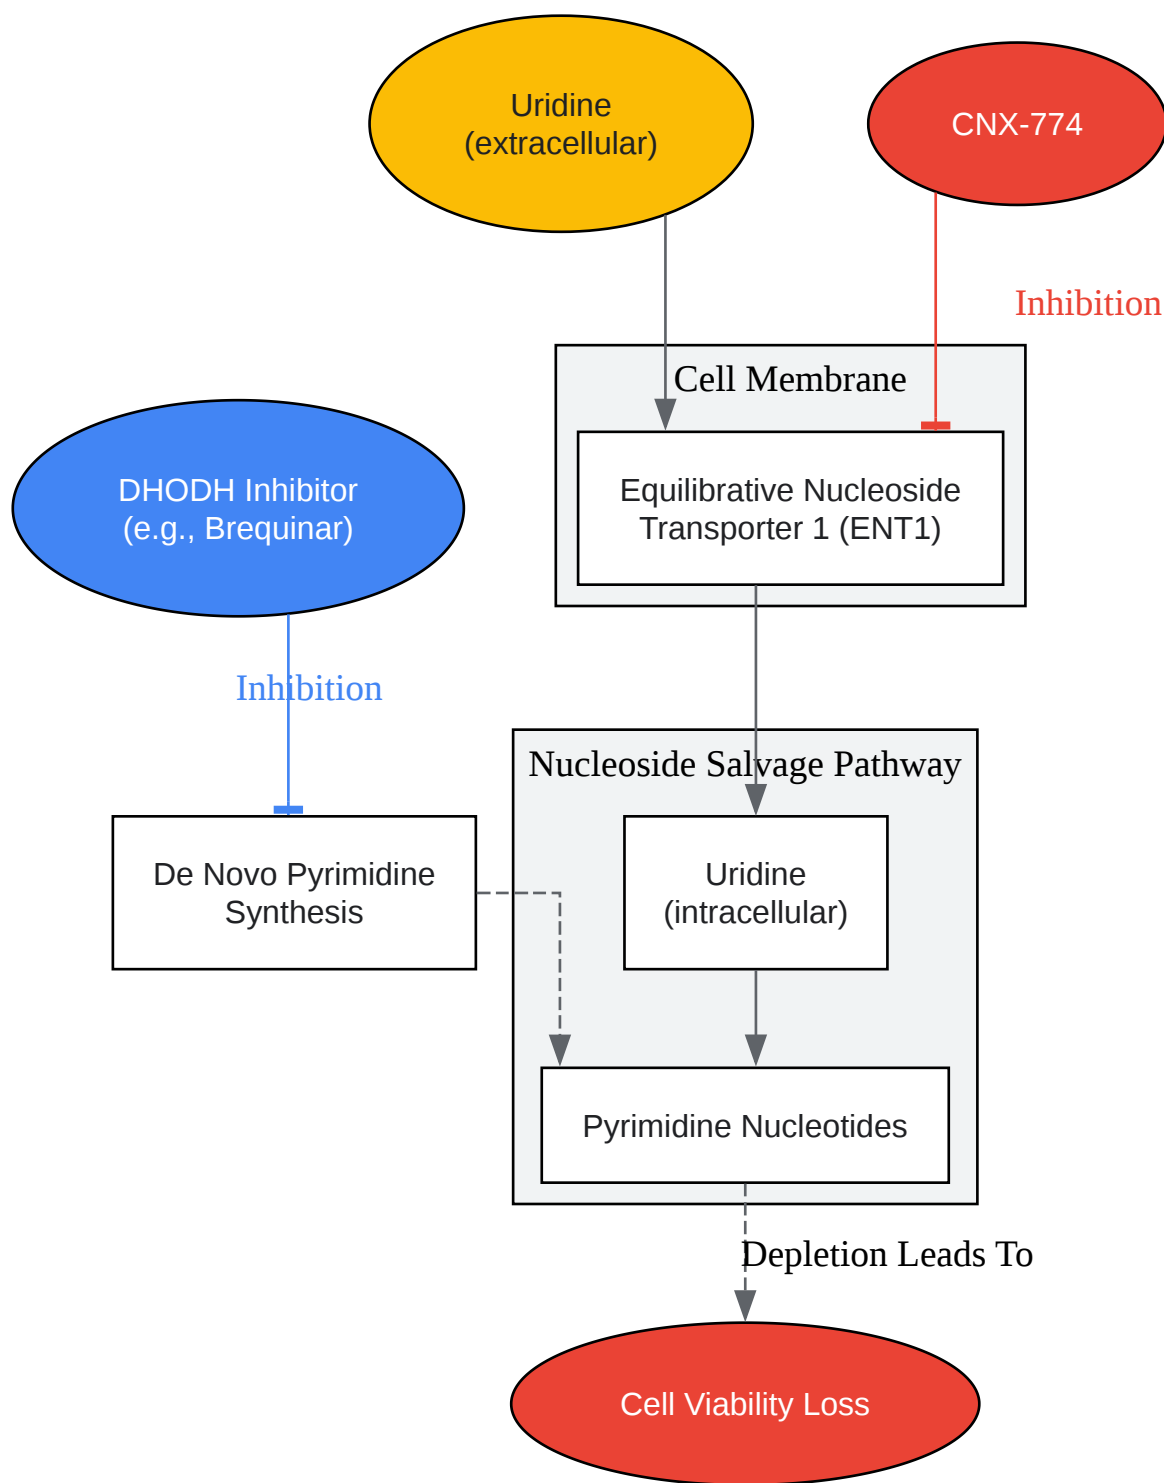 Uridine
(extracellular)
CNX-774
Inhibition
Cell Membrane
Equilibrative Nucleoside
Transporter 1 (ENT1)
DHODH Inhibitor
(e.g., Brequinar)
Inhibition
Nucleoside Salvage Pathway
De Novo Pyrimidine
Synthesis
Uridine
(intracellular)
Pyrimidine Nucleotides
Depletion Leads To
Cell Viability Loss